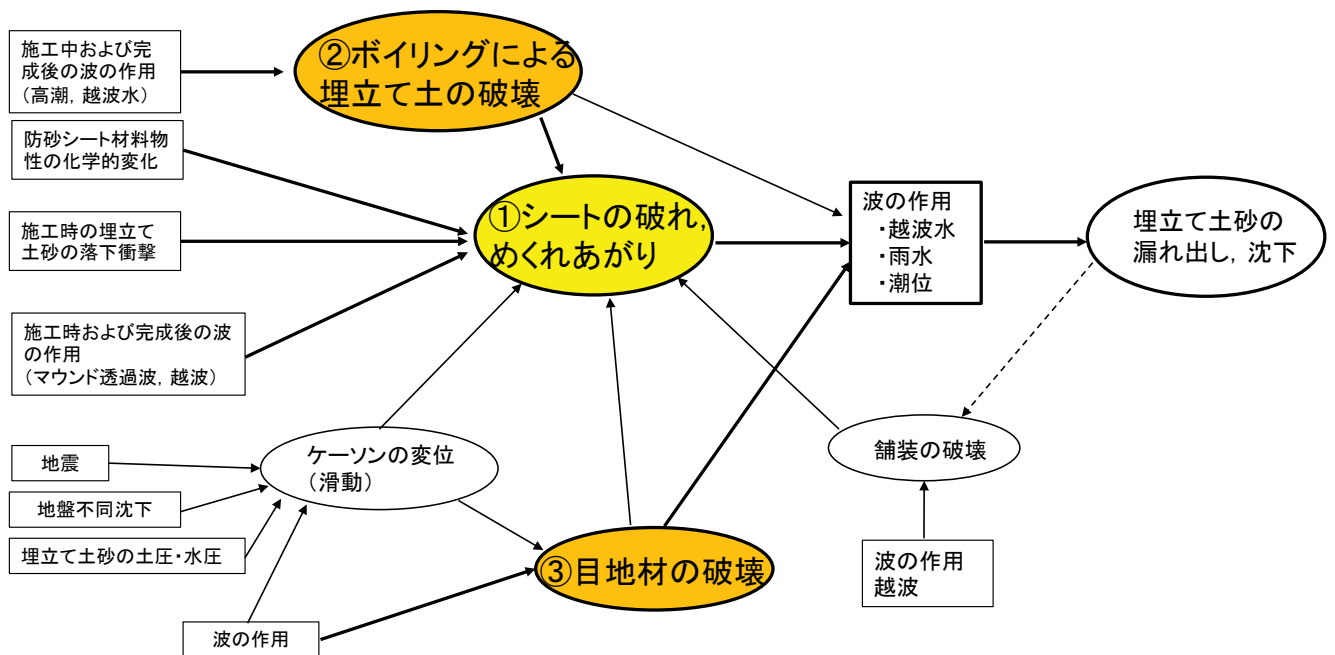 施工中および完
成後の波の作用
（高潮，越波水）
②ボイリングによる
埋立て土の破壊
防砂シート材料物
性の化学的変化
施工時の埋立て
土砂の落下衝撃
①シートの破れ，
めくれあがり
波の作用
・越波水
・雨水
・潮位
埋立て土砂の
漏れ出し，沈下
施工時および完成後の波
の作用
（マウンド透過波，越波）
地震
地盤不同沈下
埋立て土砂の土圧・水圧
波の作用
ケーソンの変位
（滑動）
③目地材の破壊
舗装の破壊
波の作用
越波